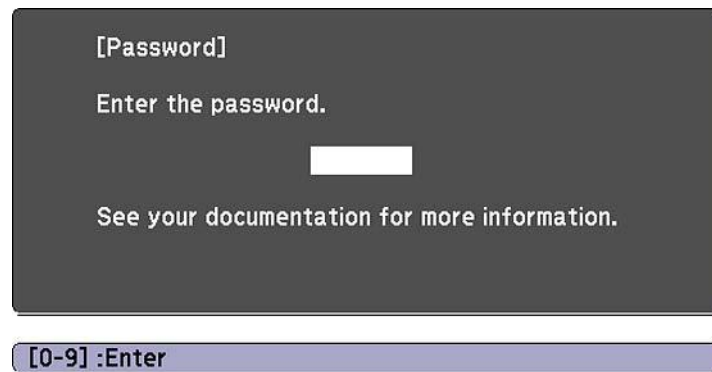 [Password]
Enter the password.
See your documentation for more information.
[0-9] :Enter